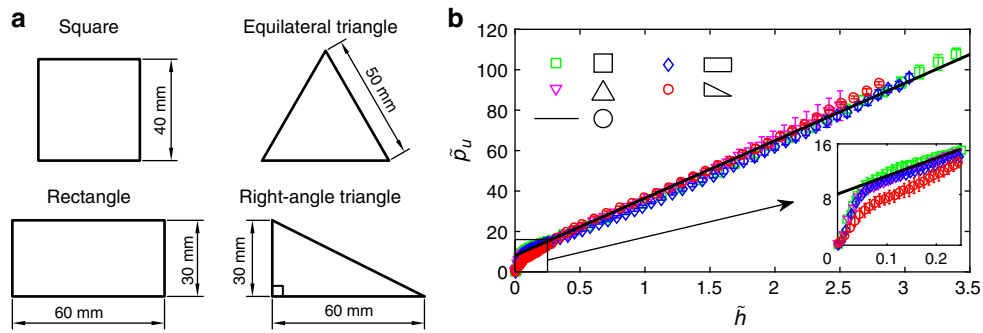 a
Square
Equilateral triangle
40 mm
50 mm
Rectangle
Right-angle triangle
30 mm
60 mm
30 mm
60 mm
b
120
100
80
60
40
20
0
p̃u
0
0.5
1
1.5
2
2.5
3
3.5
h̃
16
8
0
0.1
0.2